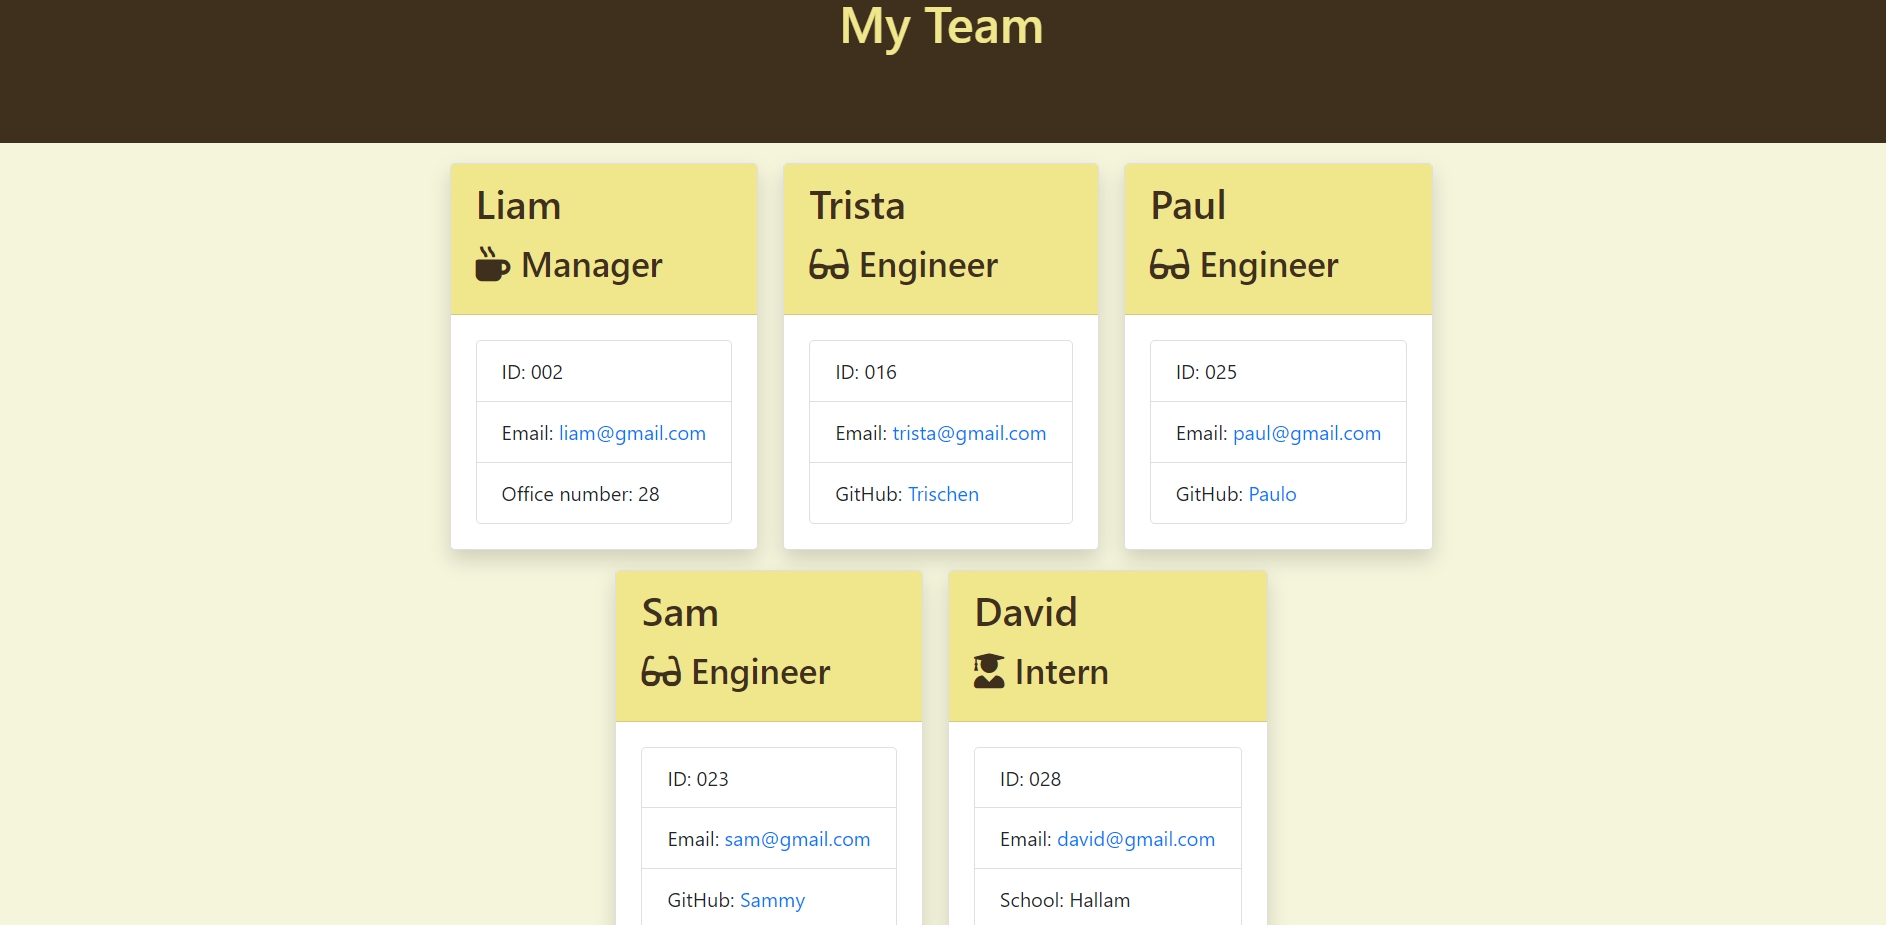 My Team
Liam
Manager
ID: 002
Email: liam@gmail.com
Office number: 28
Trista
Engineer
ID: 016
Email: trista@gmail.com
GitHub: Trischen
Paul
Engineer
ID: 025
Email: paul@gmail.com
GitHub: Paulo
Sam
Engineer
ID: 023
Email: sam@gmail.com
GitHub: Sammy
David
Intern
ID: 028
Email: david@gmail.com
School: Hallam